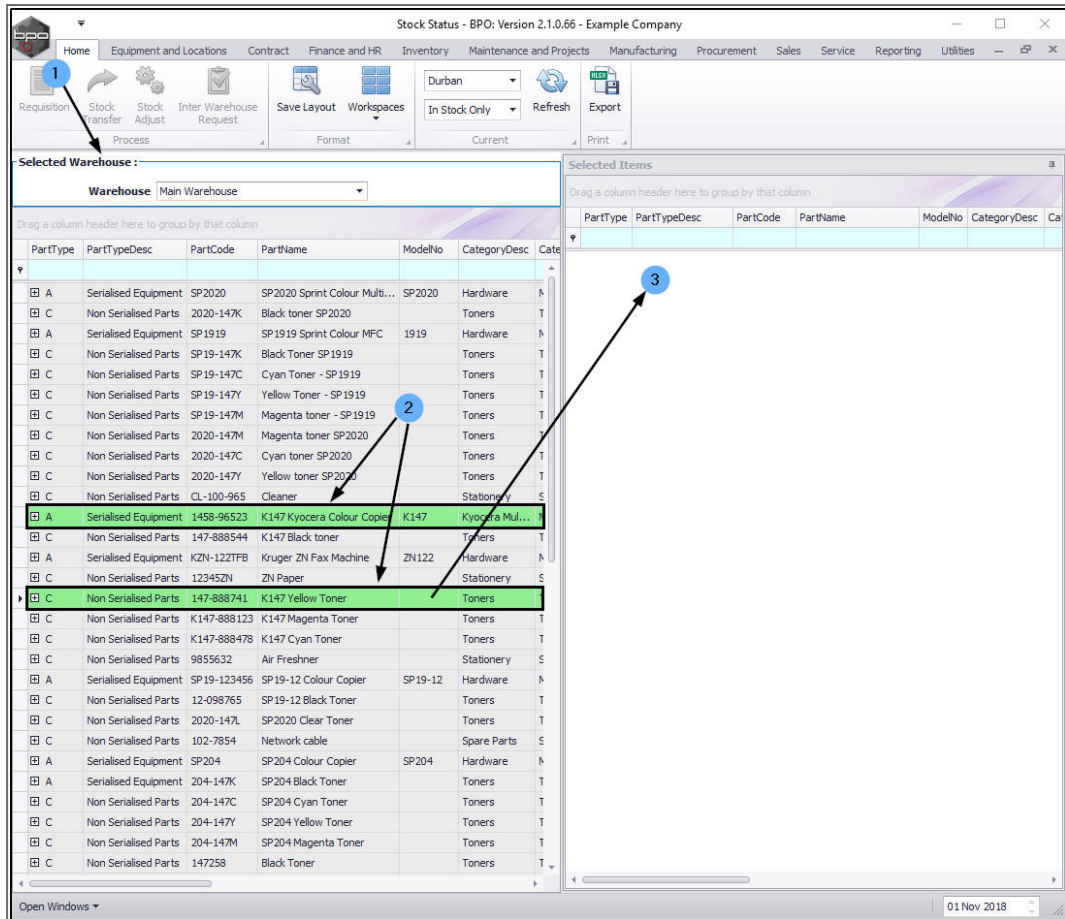 bpo
Stock Status - BPO: Version 2.1.0.66 - Example Company
Home Equipment and Locations Contract Finance and HR Inventory Maintenance and Projects Manufacturing Procurement Sales Service Reporting Utilities
1
XLSX
Durban
In Stock Only
Requisition Stock Transfer Stock Adjust Inter Warehouse Request Save Layout Workspaces Refresh Export
Process Format Current Print
Selected Warehouse :
Warehouse Main Warehouse
Drag a column header here to group by that column
PartType PartTypeDesc PartCode PartName ModelNo CategoryDesc Cate
A Serialised Equipment SP2020 SP2020 Sprint Colour Multi... SP2020 Hardware
C Non Serialised Parts 2020-147K Black toner SP2020 Toners
A Serialised Equipment SP1919 SP1919 Sprint Colour MFC 1919 Hardware
C Non Serialised Parts SP19-147K Black Toner SP1919 Toners
C Non Serialised Parts SP19-147C Cyan Toner - SP1919 Toners
C Non Serialised Parts SP19-147Y Yellow Toner - SP1919 Toners
C Non Serialised Parts SP19-147M Magenta toner - SP1919 Toners
2
C Non Serialised Parts 2020-147M Magenta toner SP2020 Toners
C Non Serialised Parts 2020-147C Cyan toner SP2020 Toners
C Non Serialised Parts 2020-147Y Yellow toner SP2020 Toners
C Non Serialised Parts CL-100-965 Cleaner Stationery
A Serialised Equipment 1458-96523 K147 Kyocera Colour Copier K147 Kyocera Mul...
C Non Serialised Parts 147-888544 K147 Black toner Toners
A Serialised Equipment KZN-122TFB Kruger ZN Fax Machine ZN122 Hardware
C Non Serialised Parts 12345ZN ZN Paper Stationery
C Non Serialised Parts 147-888741 K147 Yellow Toner Toners
C Non Serialised Parts K147-888123 K147 Magenta Toner Toners
C Non Serialised Parts K147-888478 K147 Cyan Toner Toners
C Non Serialised Parts 9855632 Air Freshner Stationery
A Serialised Equipment SP19-123456 SP19-12 Colour Copier SP19-12 Hardware
C Non Serialised Parts 12-098765 SP19-12 Black Toner Toners
C Non Serialised Parts 2020-147L SP2020 Clear Toner Toners
C Non Serialised Parts 102-7854 Network cable Spare Parts
A Serialised Equipment SP204 SP204 Colour Copier SP204 Hardware
A Serialised Equipment 204-147K SP204 Black Toner Toners
C Non Serialised Parts 204-147C SP204 Cyan Toner Toners
C Non Serialised Parts 204-147Y SP204 Yellow Toner Toners
C Non Serialised Parts 204-147M SP204 Magenta Toner Toners
C Non Serialised Parts 147258 Black Toner Toners
Selected Items
Drag a column header here to group by that column
PartType PartTypeDesc PartCode PartName ModelNo CategoryDesc Ca
3
Open Windows
01 Nov 2018